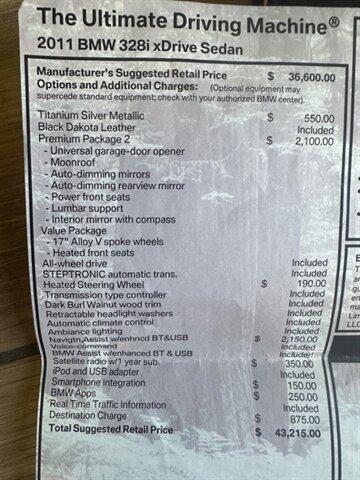 The Ultimate Driving Machine®
2011 BMW 328i xDrive Sedan
Manufacturer's Suggested Retail Price $ 36,600.00
Options and Additional Charges: (Optional equipment may
supercede standard equipment; check with your authorized BMW center).
Titanium Silver Metallic $ 550.00
Black Dakota Leather Included
Premium Package 2 $ 2,100.00
- Universal garage-door opener
- Moonroof
- Auto-dimming mirrors
- Auto-dimming rearview mirror
- Power front seats
- Lumbar support
- Interior mirror with compass
Value Package
- 17" Alloy V spoke wheels
- Heated front seats
All-wheel drive Included
STEPTRONIC automatic trans. Included
Heated Steering Wheel $ 190.00
Transmission type controller Included
Dark Burl Walnut wood trim Included
Retractable headlight washers Included
Automatic climate control Included
Ambiance lighting Included
Navigtn,Assist w/enhncd BT&USB $ 2,150.00
Voice-command Included
BMW Assist w/enhanced BT & USB Included
Satellite radio w/1 year sub. $ 350.00
iPod and USB adapter Included
Smartphone Integration $ 150.00
BMW Apps $ 250.00
Real Time Traffic Information Included
Destination Charge $ 875.00
Total Suggested Retail Price $ 43,215.00